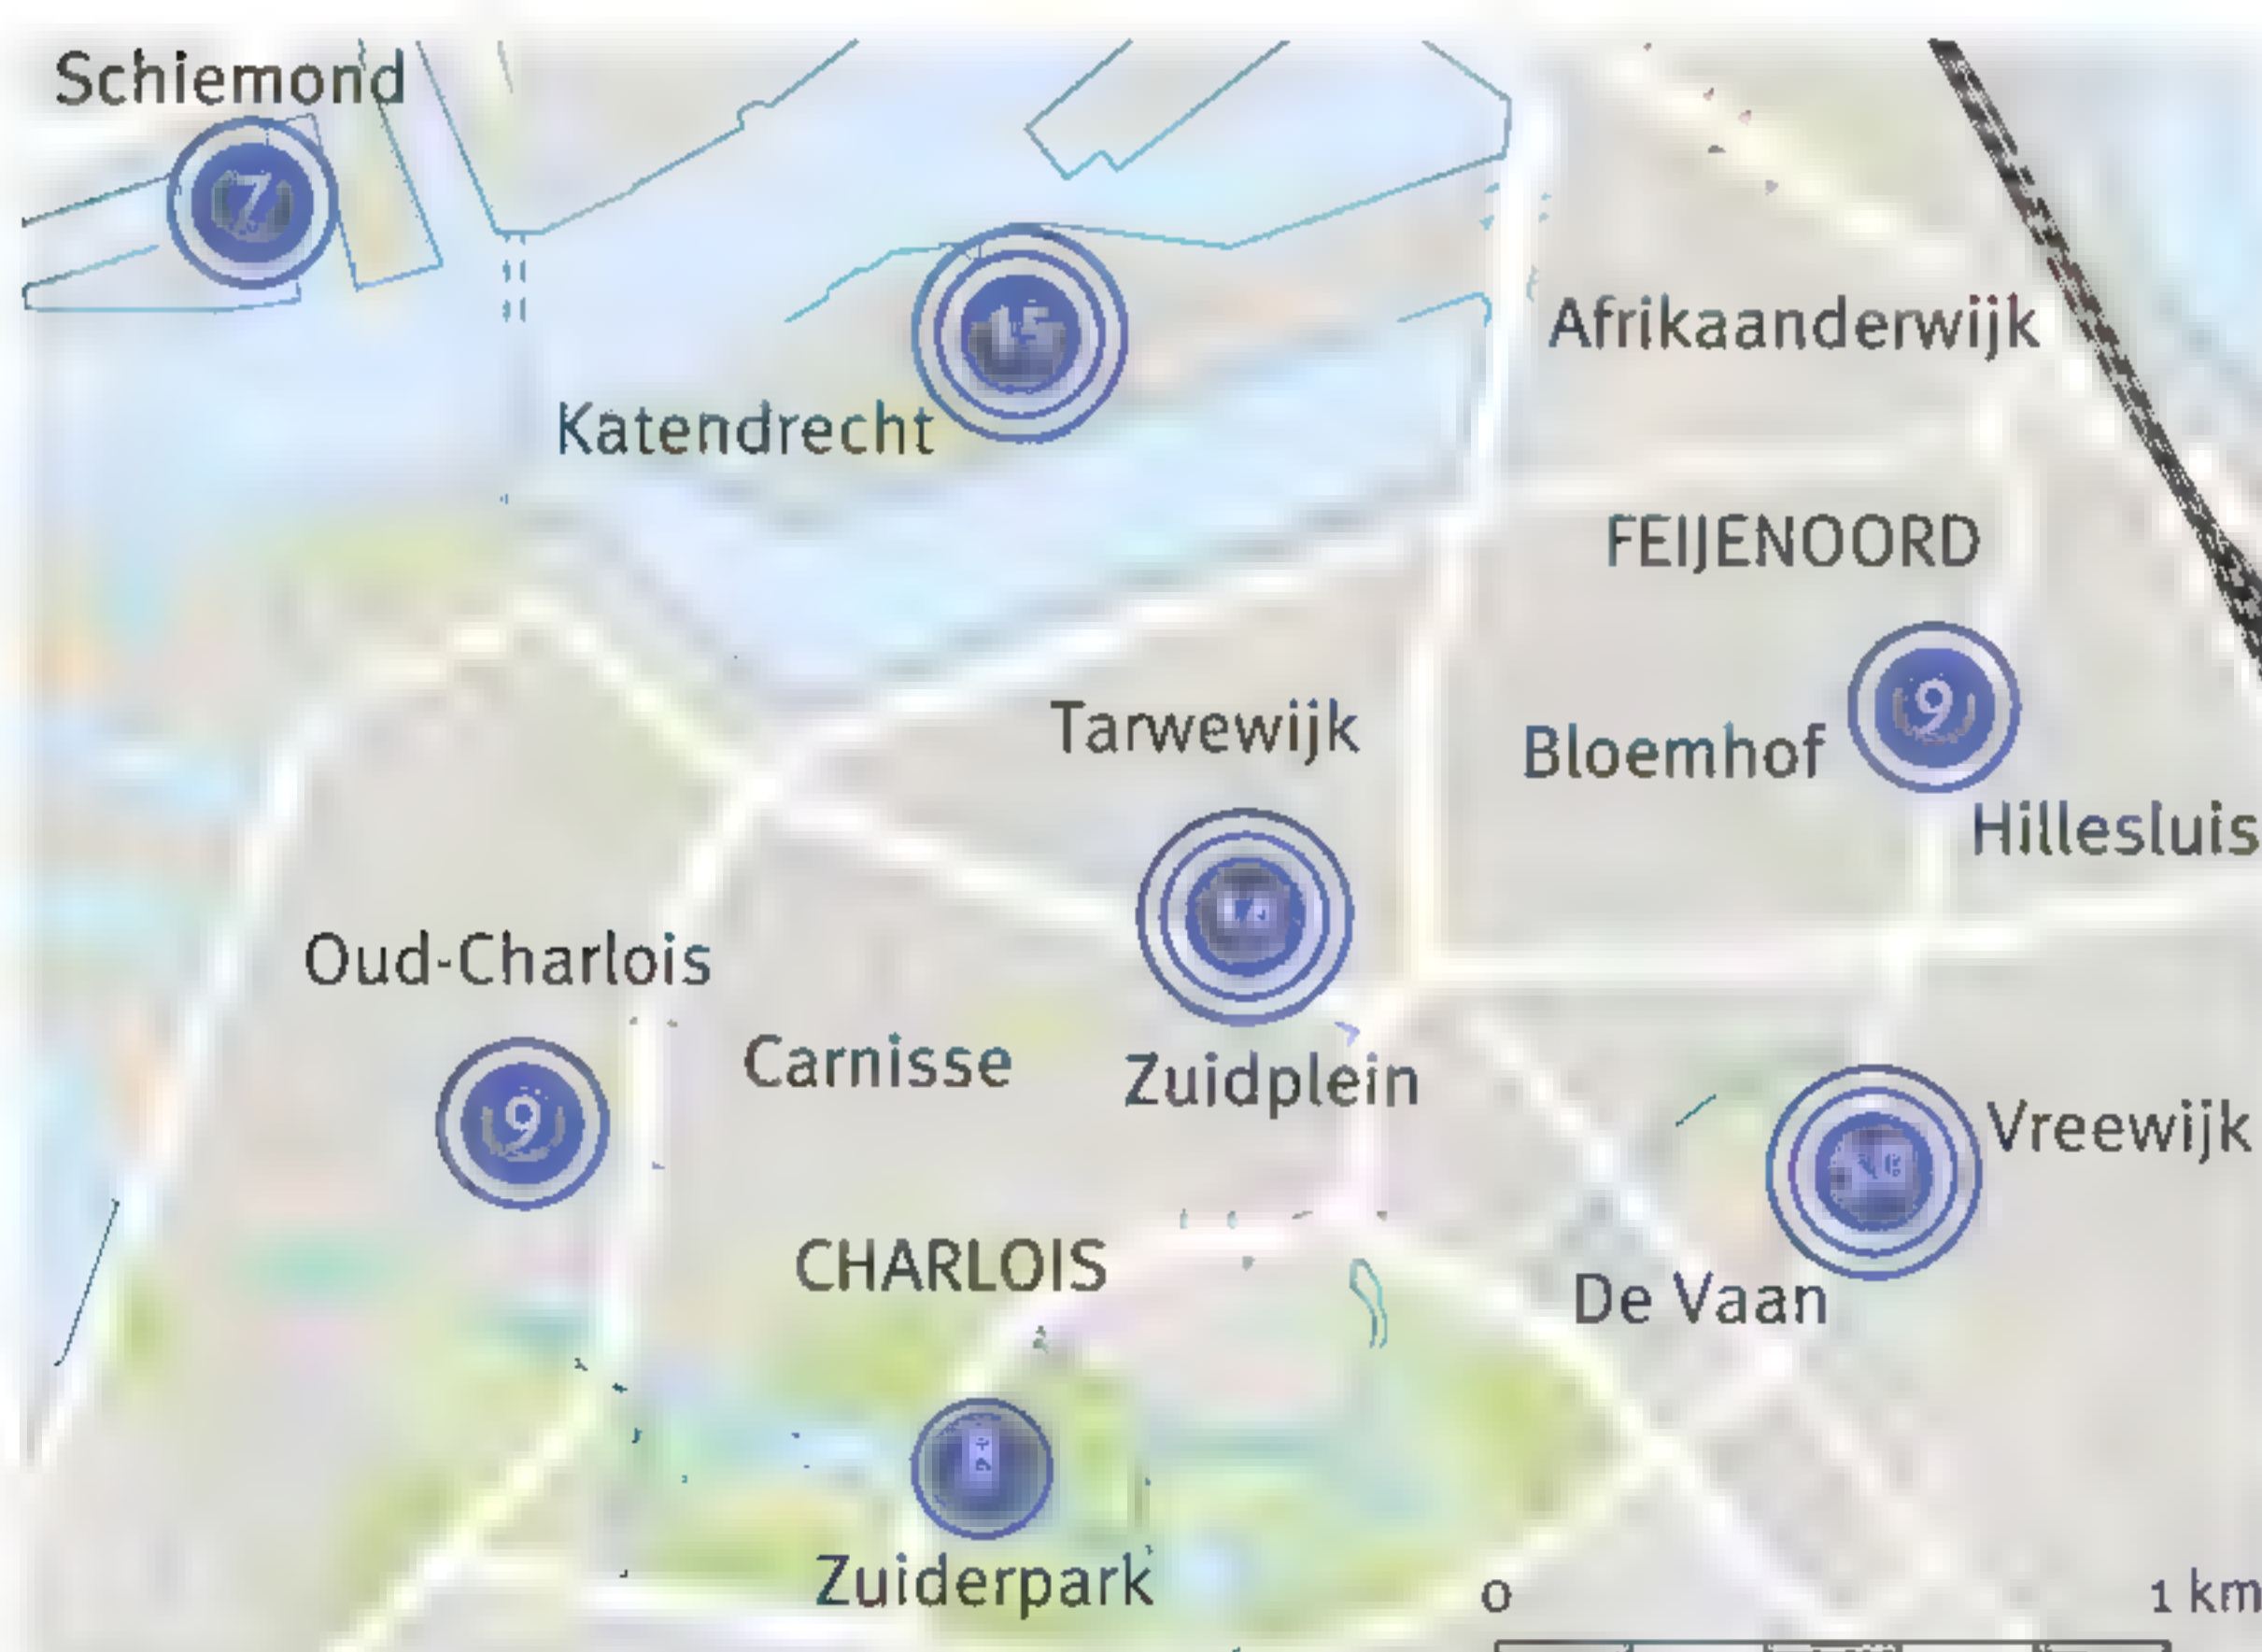 Schiemond
7
15
Katendrecht
Afrikaanderwijk
FEIJENOORD
9
Tarwewijk
Bloemhof
Hillesluis
Oud-Charlois
Carnisse
Zuidplein
9
Vreewijk
CHARLOIS
De Vaan
Zuiderpark
0
1 km